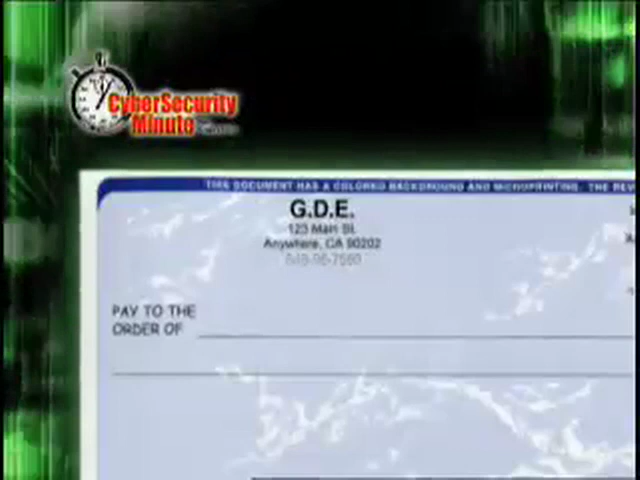 CyberSecurity
Minute
THIS DOCUMENT HAS A COLORED BACKGROUND AND MICROPRINTING. THE REV
G.D.E.
123 Main St.
Anywhere, CA 90202
PAY TO THE
ORDER OF